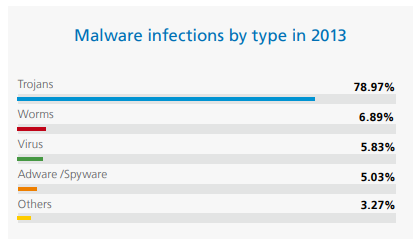 Malware infections by type in 2013
Trojans 78.97%
Worms 6.89%
Virus 5.83%
Adware /Spyware 5.03%
Others 3.27%